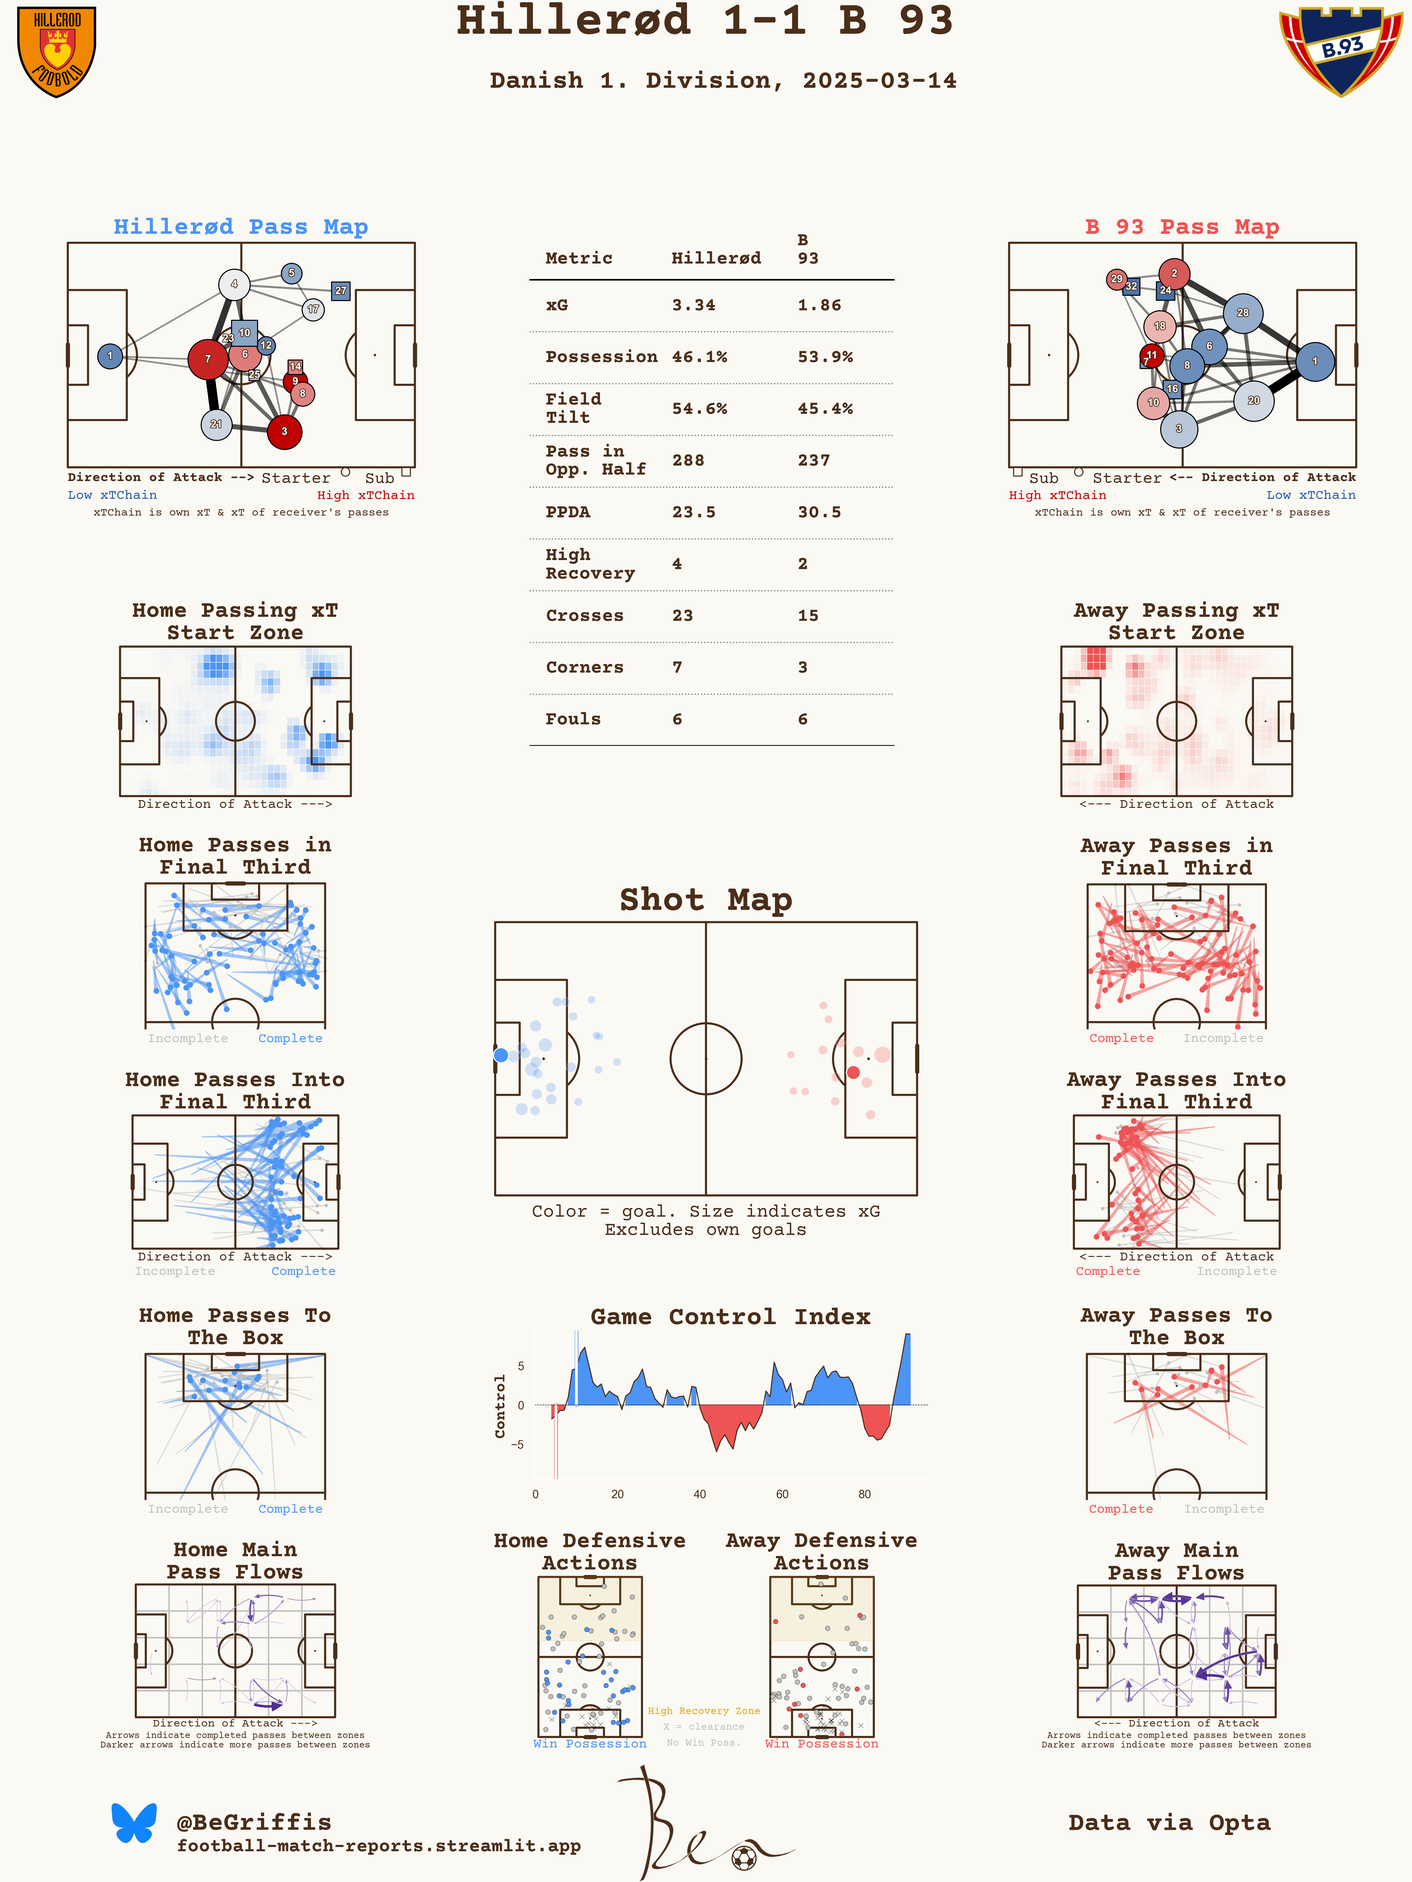 Hillerød 1-1 B 93
Danish 1. Division, 2025-03-14
HILLERØD
FODBOLD
B.93
Hillerød Pass Map
4
5
27
17
10
23
12
1
7
6
14
25
9
8
21
3
Direction of Attack --> Starter Sub
Low xTChain High xTChain
xTChain is own xT & xT of receiver's passes
Metric Hillerød B 93
xG 3.34 1.86
Possession 46.1% 53.9%
Field Tilt 54.6% 45.4%
Pass in Opp. Half 288 237
PPDA 23.5 30.5
High Recovery 4 2
Crosses 23 15
Corners 7 3
Fouls 6 6
B 93 Pass Map
29
2
32
24
28
18
6
11
7
8
1
16
10
20
3
Sub Starter <-- Direction of Attack
High xTChain Low xTChain
xTChain is own xT & xT of receiver's passes
Home Passing xT
Start Zone
Direction of Attack --->
Away Passing xT
Start Zone
<--- Direction of Attack
Home Passes in
Final Third
Incomplete Complete
Away Passes in
Final Third
Complete Incomplete
Shot Map
Color = goal. Size indicates xG
Excludes own goals
Home Passes Into
Final Third
Direction of Attack --->
Incomplete Complete
Away Passes Into
Final Third
<--- Direction of Attack
Complete Incomplete
Home Passes To
The Box
Incomplete Complete
Game Control Index
Control
5
0
−5
0 20 40 60 80
Away Passes To
The Box
Complete Incomplete
Home Main
Pass Flows
Direction of Attack --->
Arrows indicate completed passes between zones
Darker arrows indicate more passes between zones
Home Defensive
Actions
Win Possession
High Recovery Zone
X = clearance
No Win Poss.
Away Defensive
Actions
Win Possession
Away Main
Pass Flows
<--- Direction of Attack
Arrows indicate completed passes between zones
Darker arrows indicate more passes between zones
@BeGriffis
football-match-reports.streamlit.app
Ben
Data via Opta